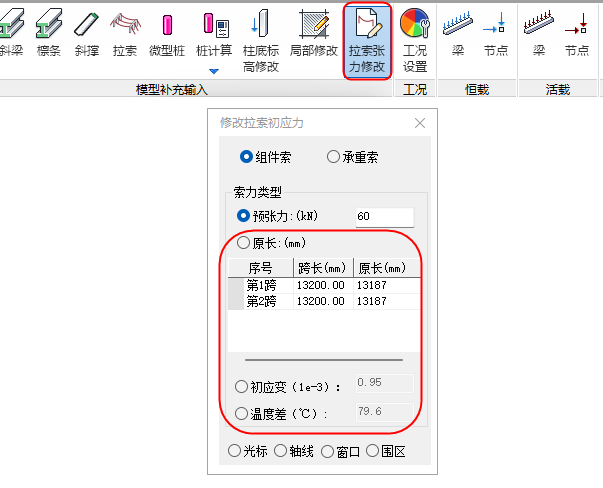 斜梁 檩条 斜撑 拉索 微型桩 桩计算 柱底标高修改 局部修改 拉索张力修改 工况设置 梁 节点 梁 节点
模型补充输入 工况 恒载 活载
修改拉索初应力
组件索 承重索
索力类型
预张力:(kN) 60
原长:(mm)
序号 跨长(mm) 原长(mm)
第1跨 13200.00 13187
第2跨 13200.00 13187
初应变（1e-3）: 0.95
温度差（℃）: 79.6
光标 轴线 窗口 围区